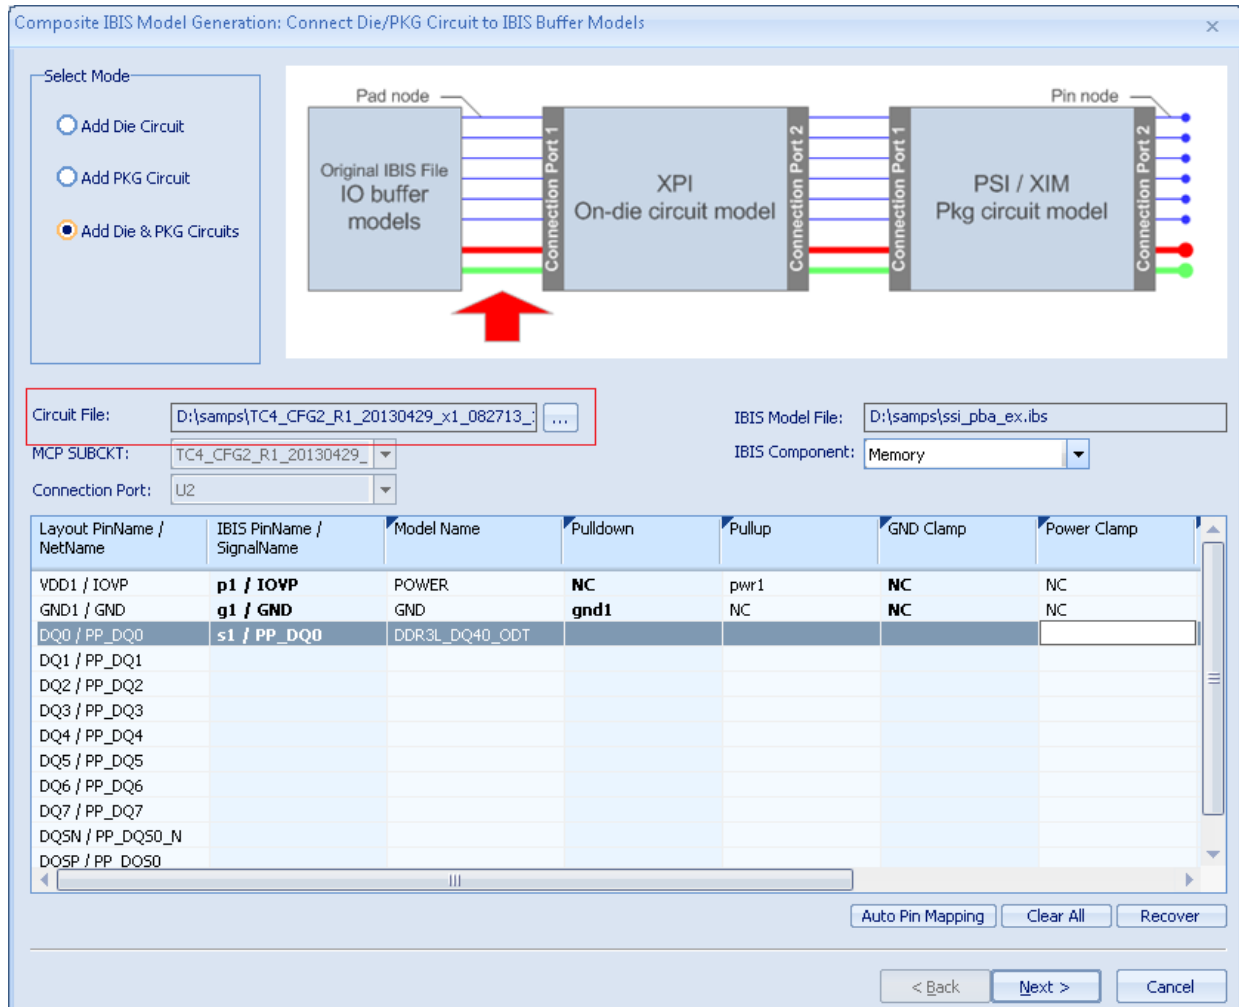 Composite IBIS Model Generation: Connect Die/PKG Circuit to IBIS Buffer Models
Select Mode
Add Die Circuit
Add PKG Circuit
Add Die & PKG Circuits
Pad node
Pin node
Original IBIS File
IO buffer
models
Connection Port 1
XPI
On-die circuit model
Connection Port 2
Connection Port 1
PSI / XIM
Pkg circuit model
Connection Port 2
Circuit File:
D:\samps\TC4_CFG2_R1_20130429_x1_082713_
...
IBIS Model File:
D:\samps\ssi_pba_ex.ibs
MCP SUBCKT:
TC4_CFG2_R1_20130429_
IBIS Component:
Memory
Connection Port:
U2
Layout PinName / NetName
IBIS PinName / SignalName
Model Name
Pulldown
Pullup
GND Clamp
Power Clamp
VDD1 / IOVP p1 / IOVP POWER NC pwr1 NC NC
GND1 / GND g1 / GND GND gnd1 NC NC NC
DQ0 / PP_DQ0 s1 / PP_DQ0 DDR3L_DQ40_ODT
DQ1 / PP_DQ1
DQ2 / PP_DQ2
DQ3 / PP_DQ3
DQ4 / PP_DQ4
DQ5 / PP_DQ5
DQ6 / PP_DQ6
DQ7 / PP_DQ7
DQSN / PP_DQS0_N
DQSP / PP_DQS0
Auto Pin Mapping
Clear All
Recover
< Back
Next >
Cancel